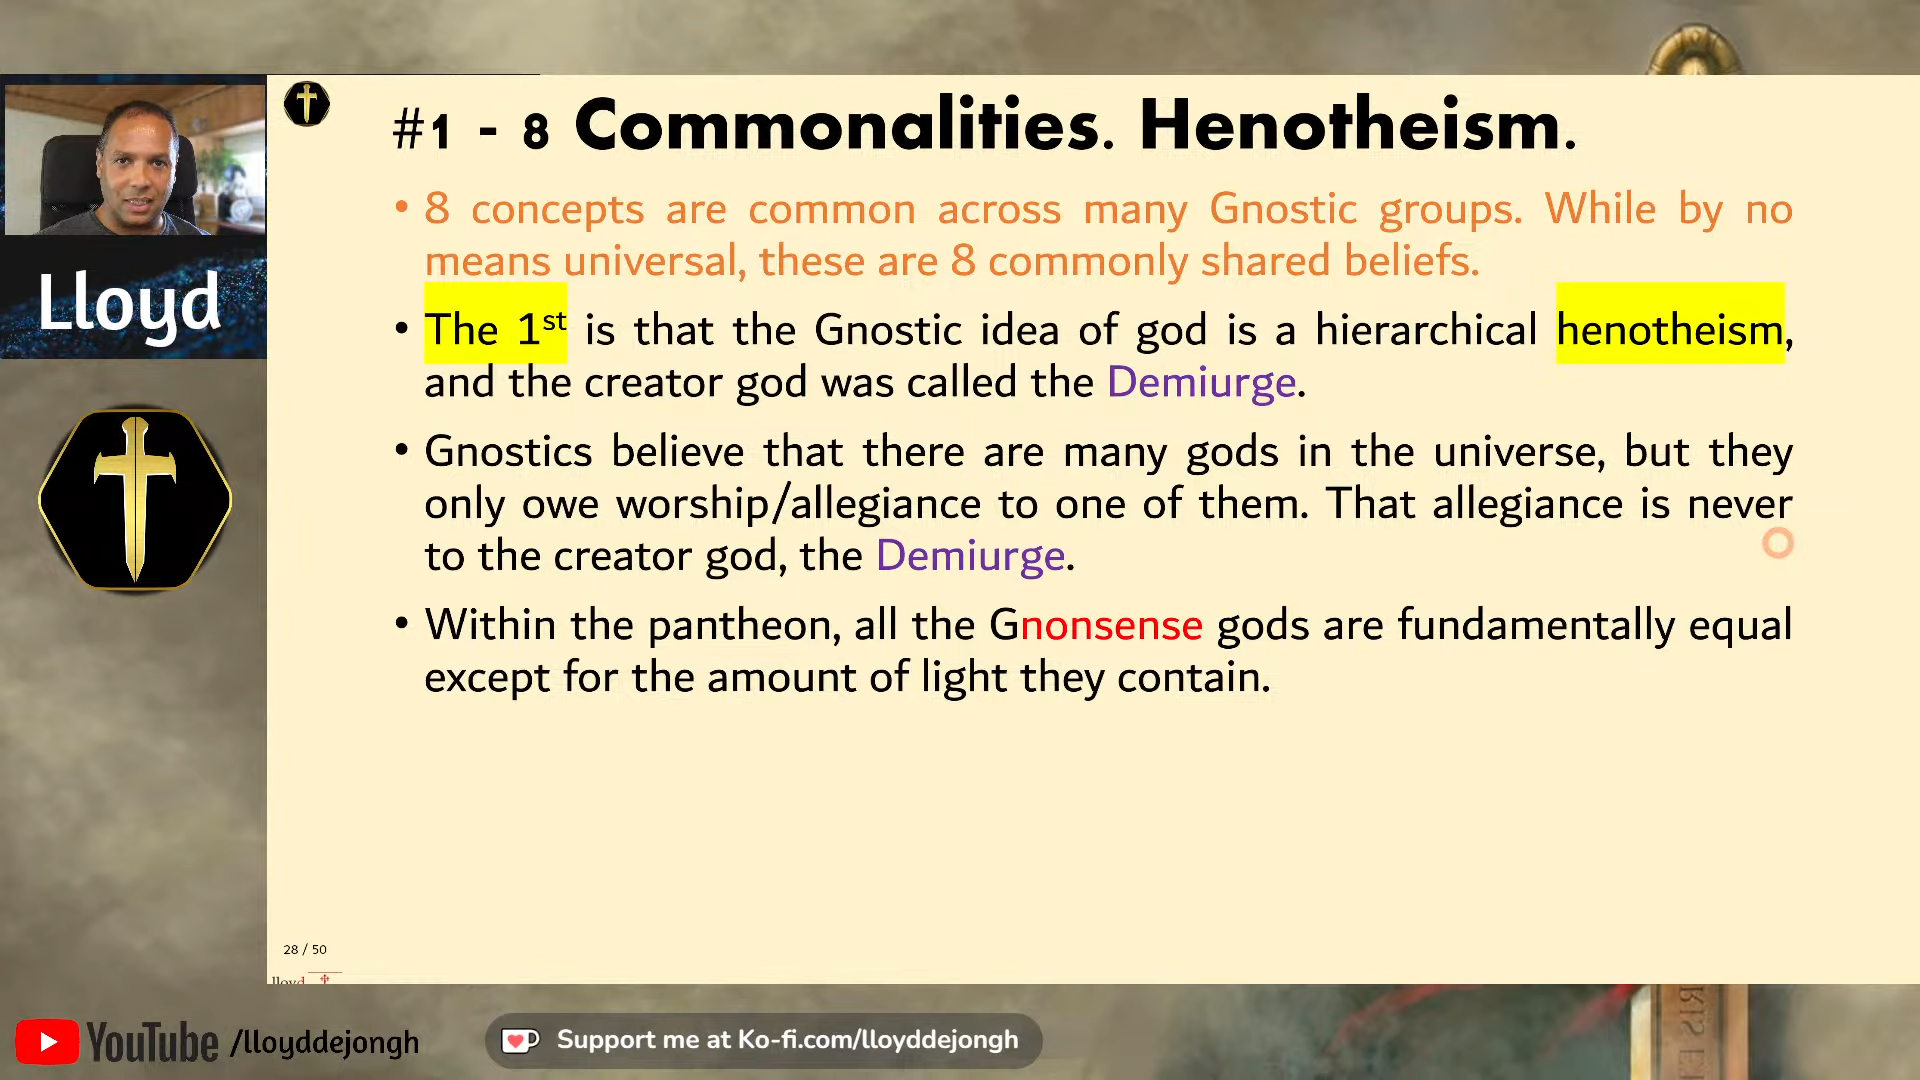 #1 - 8 Commonalities. Henotheism.
• 8 concepts are common across many Gnostic groups. While by no
means universal, these are 8 commonly shared beliefs.
• The 1st is that the Gnostic idea of god is a hierarchical henotheism,
and the creator god was called the Demiurge.
• Gnostics believe that there are many gods in the universe, but they
only owe worship/allegiance to one of them. That allegiance is never
to the creator god, the Demiurge.
• Within the pantheon, all the Gnonsense gods are fundamentally equal
except for the amount of light they contain.
Lloyd
28 / 50
lloyd
YouTube /lloyddejongh
Support me at Ko-fi.com/lloyddejongh